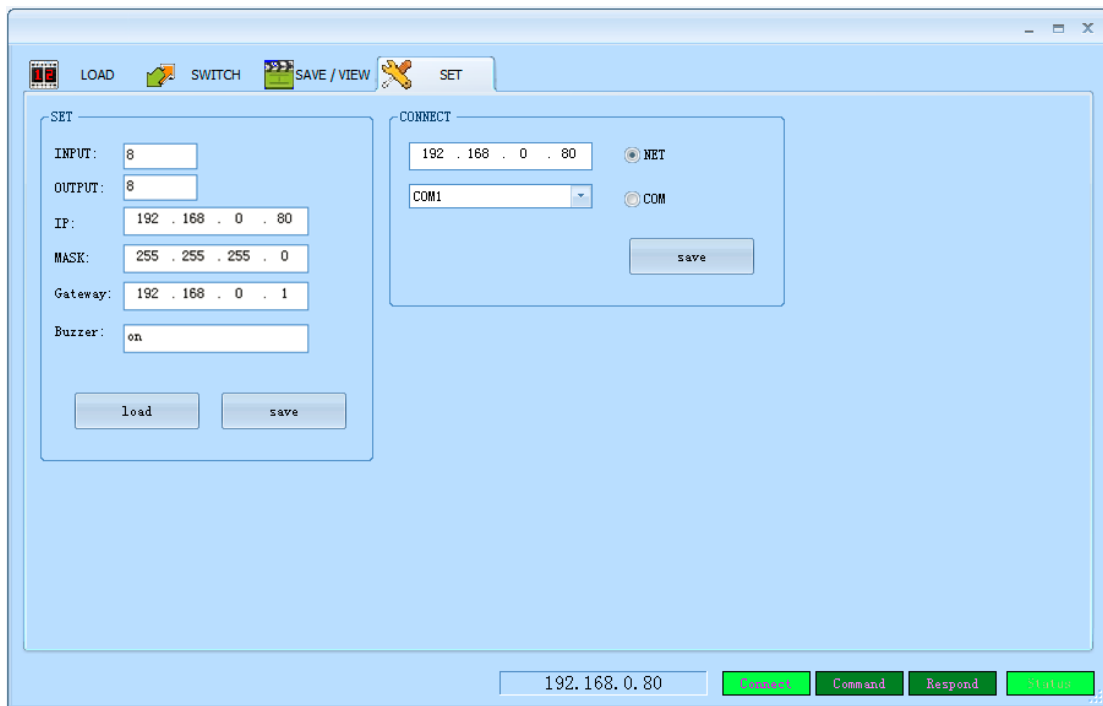 LOAD SWITCH SAVE / VIEW SET
SET
INPUT: 8
OUTPUT: 8
IP: 192 . 168 . 0 . 80
MASK: 255 . 255 . 255 . 0
Gateway: 192 . 168 . 0 . 1
Buzzer: on
load save
CONNECT
192 . 168 . 0 . 80 NET
COM1 COM
save
192.168.0.80 Connect Command Respond Status